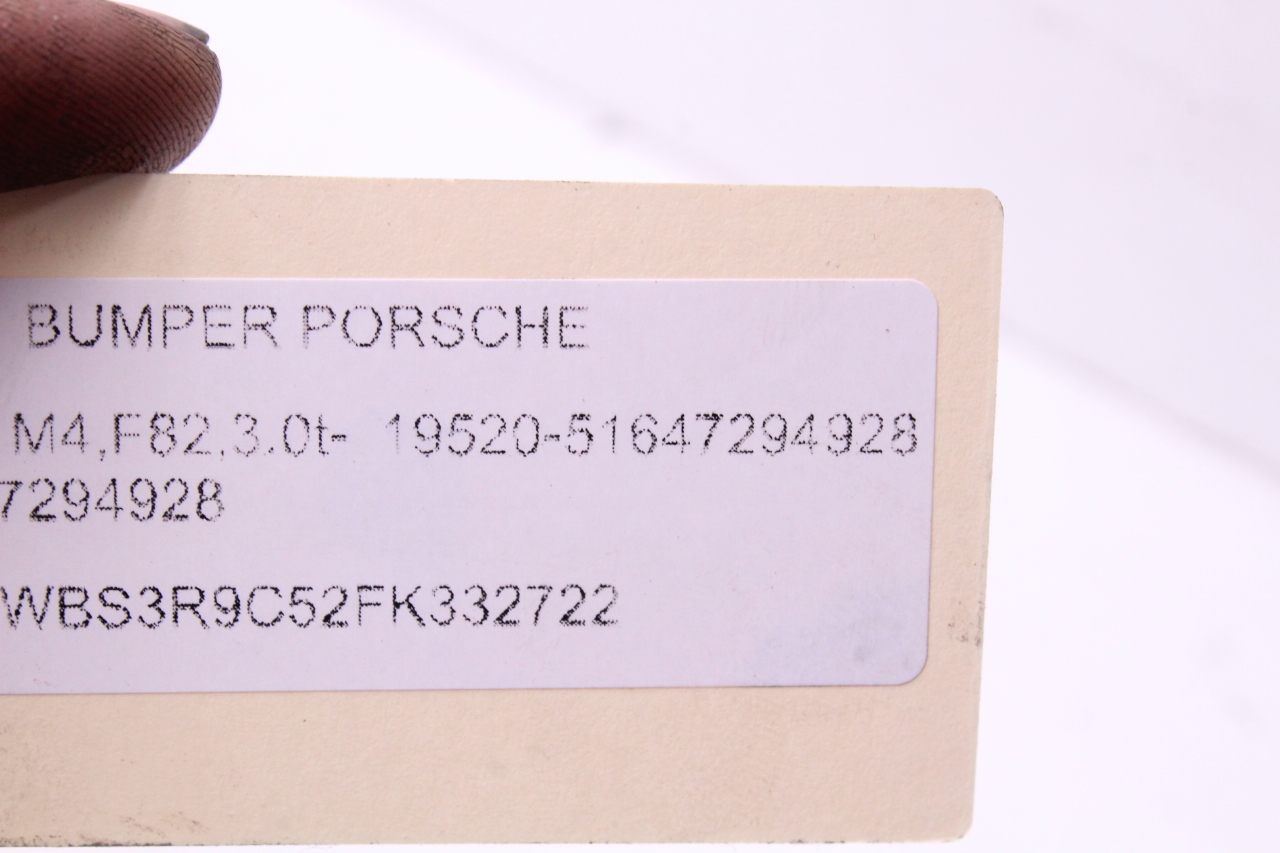 BUMPER PORSCHE
M4,F82,3.0t- 19520-51647294928
7294928
WBS3R9C52FK332722